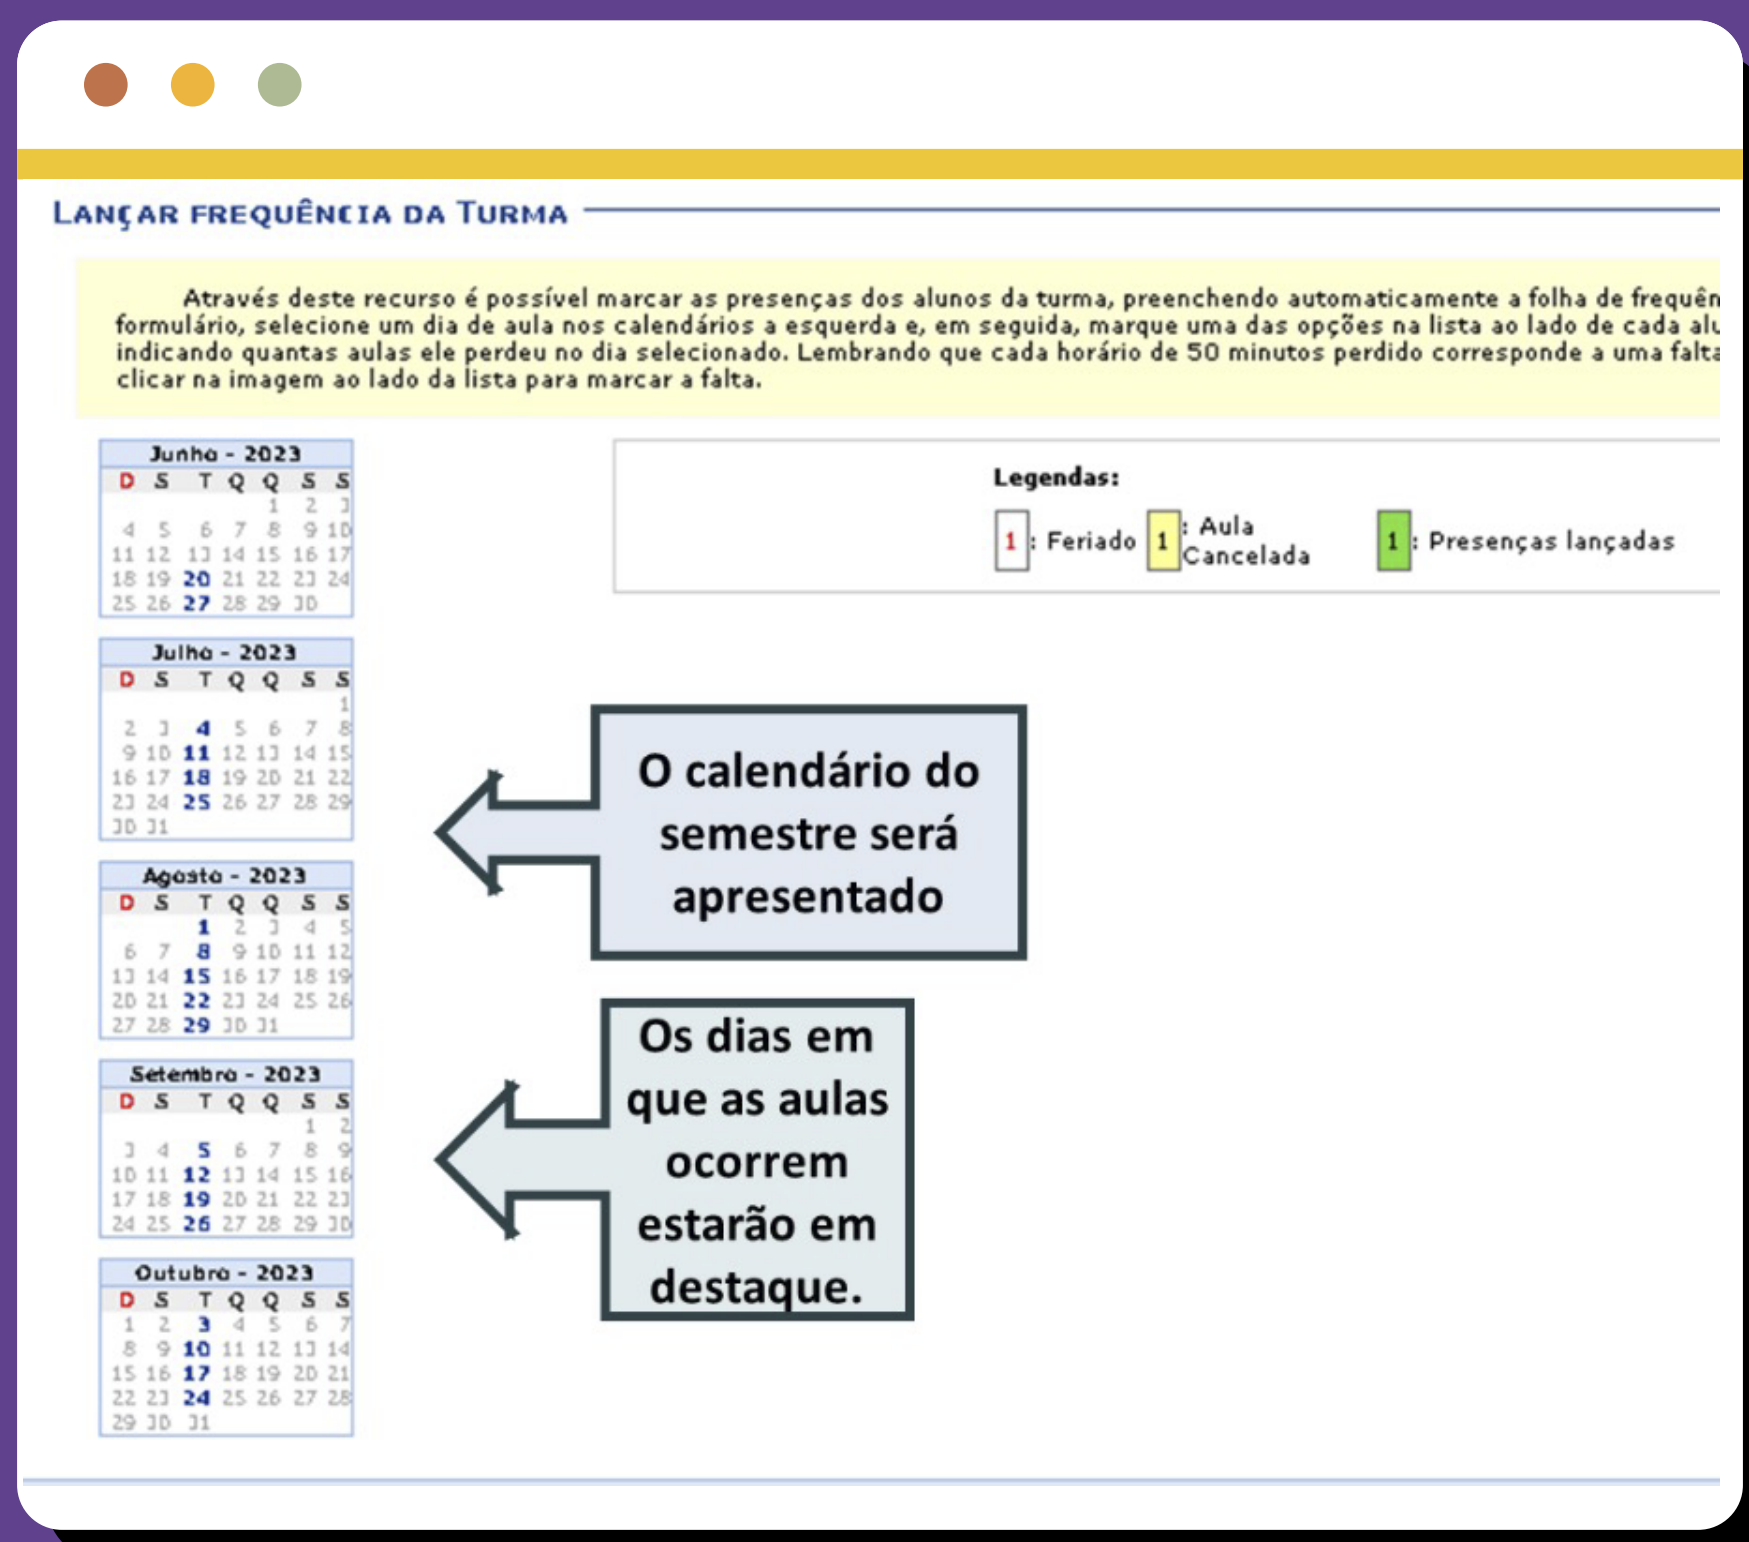 LANÇAR FREQUÊNCIA DA TURMA
Através deste recurso é possível marcar as presenças dos alunos da turma, preenchendo automaticamente a folha de frequên
formulário, selecione um dia de aula nos calendários a esquerda e, em seguida, marque uma das opções na lista ao lado de cada alu
indicando quantas aulas ele perdeu no dia selecionado. Lembrando que cada horário de 50 minutos perdido corresponde a uma falta
clicar na imagem ao lado da lista para marcar a falta.
Junho - 2023
D S T Q Q S S
1 2 3
4 5 6 7 8 9 10
11 12 13 14 15 16 17
18 19 20 21 22 23 24
25 26 27 28 29 30
Legendas:
1 : Feriado 1 : Aula Cancelada 1 : Presenças lançadas
Julho - 2023
D S T Q Q S S
1
2 3 4 5 6 7 8
9 10 11 12 13 14 15
16 17 18 19 20 21 22
23 24 25 26 27 28 29
30 31
O calendário do
semestre será
apresentado
Agosto - 2023
D S T Q Q S S
1 2 3 4 5
6 7 8 9 10 11 12
13 14 15 16 17 18 19
20 21 22 23 24 25 26
27 28 29 30 31
Os dias em
que as aulas
ocorrem
estarão em
destaque.
Setembro - 2023
D S T Q Q S S
1 2
3 4 5 6 7 8 9
10 11 12 13 14 15 16
17 18 19 20 21 22 23
24 25 26 27 28 29 30
Outubro - 2023
D S T Q Q S S
1 2 3 4 5 6 7
8 9 10 11 12 13 14
15 16 17 18 19 20 21
22 23 24 25 26 27 28
29 30 31